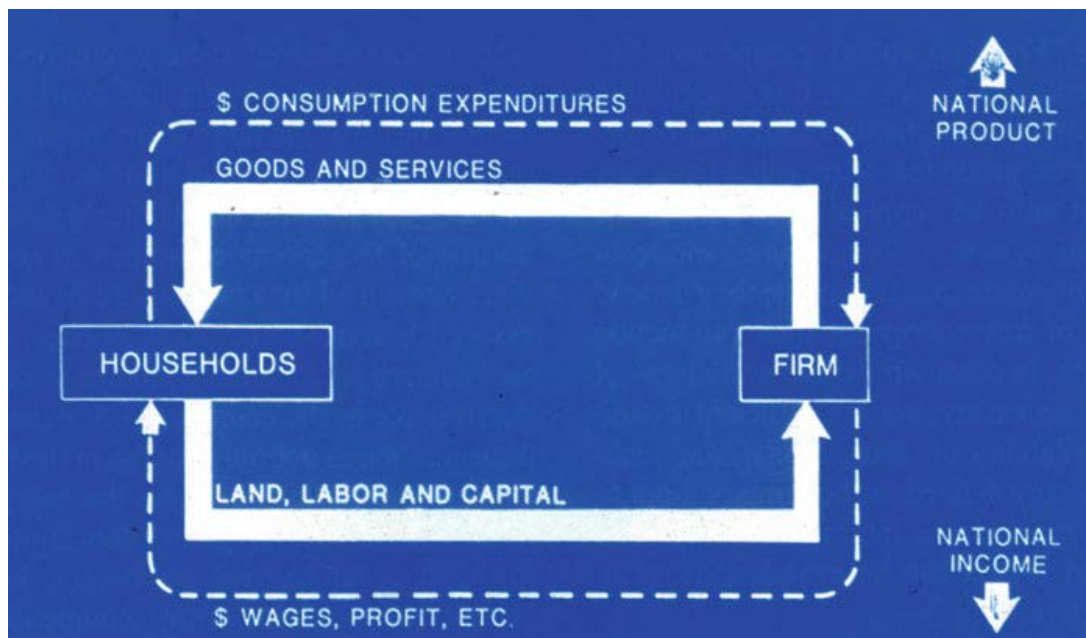 $ CONSUMPTION EXPENDITURES
NATIONAL
PRODUCT
GOODS AND SERVICES
HOUSEHOLDS
FIRM
LAND, LABOR AND CAPITAL
NATIONAL
INCOME
$ WAGES, PROFIT, ETC.